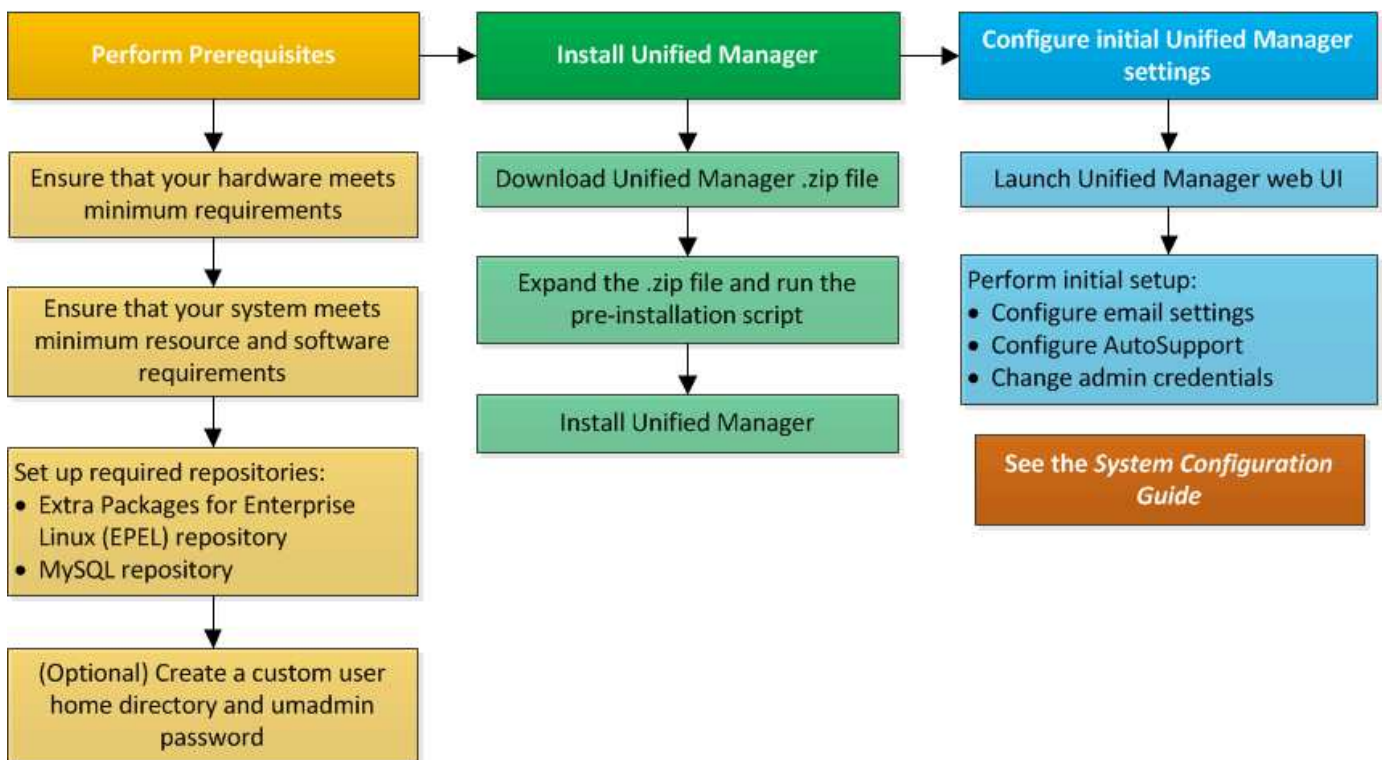 Perform Prerequisites
Ensure that your hardware meets
minimum requirements
Ensure that your system meets
minimum resource and software
requirements
Set up required repositories:
• Extra Packages for Enterprise
Linux (EPEL) repository
• MySQL repository
(Optional) Create a custom user
home directory and umadmin
password
Install Unified Manager
Download Unified Manager .zip file
Expand the .zip file and run the
pre-installation script
Install Unified Manager
Configure initial Unified Manager
settings
Launch Unified Manager web UI
Perform initial setup:
• Configure email settings
• Configure AutoSupport
• Change admin credentials
See the System Configuration
Guide